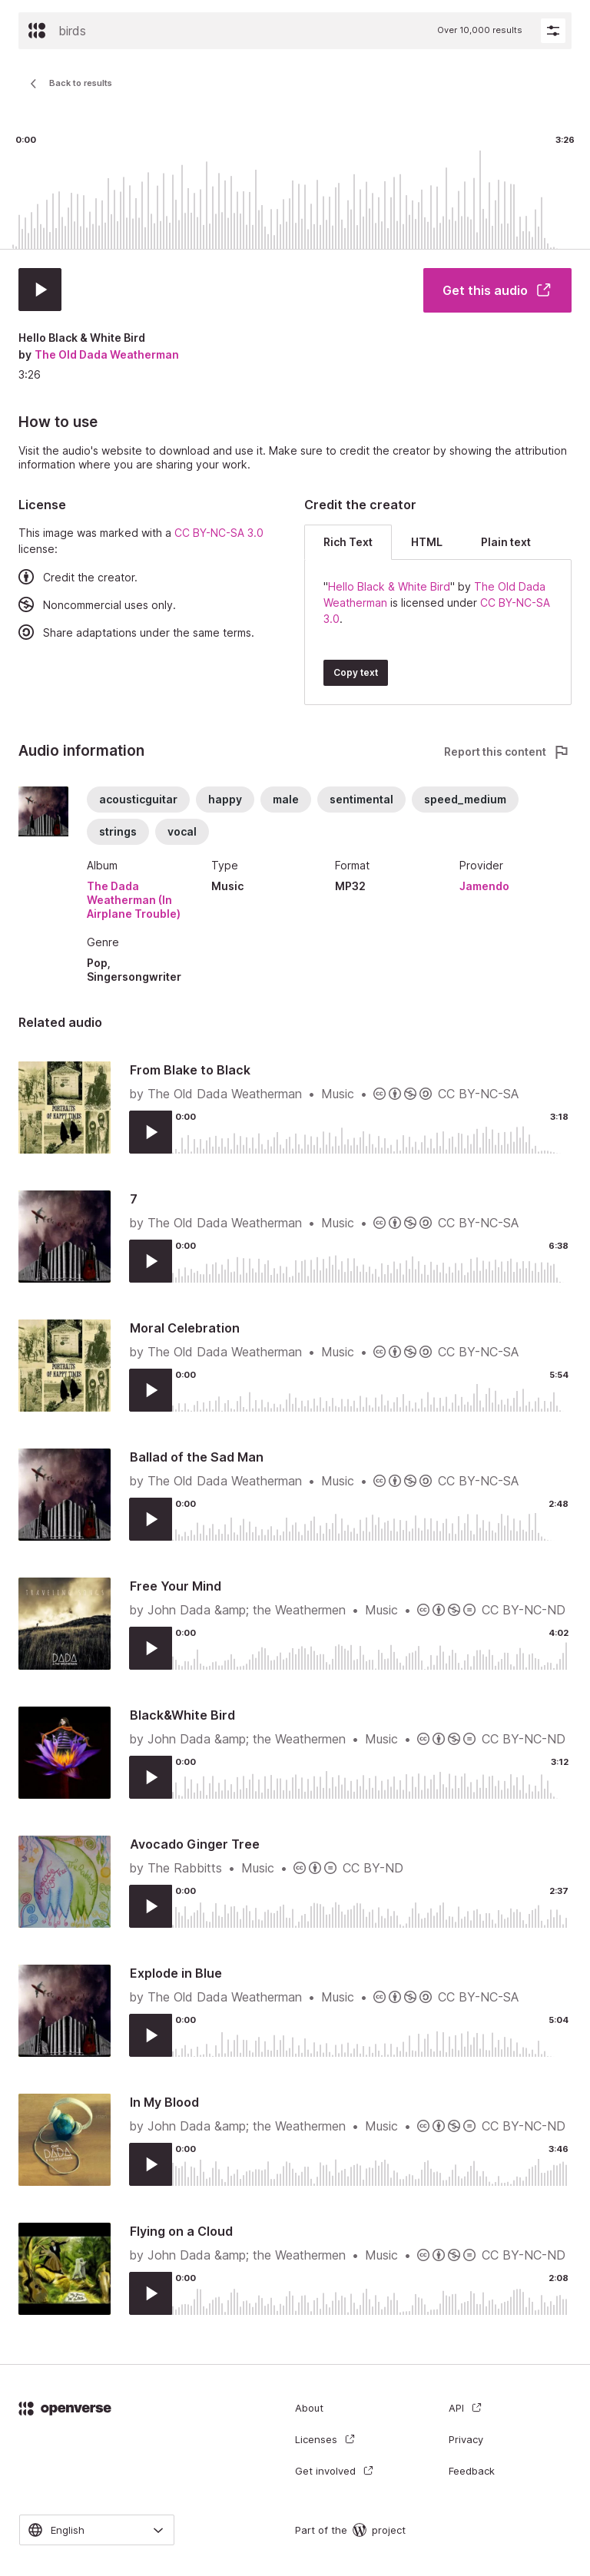 birds
Over 10,000 results
Back to results
0:00
3:26
Get this audio
Hello Black & White Bird
by The Old Dada Weatherman
3:26
How to use
Visit the audio's website to download and use it. Make sure to credit the creator by showing the attribution
information where you are sharing your work.
License
This image was marked with a CC BY-NC-SA 3.0
license:
Credit the creator.
Noncommercial uses only.
Share adaptations under the same terms.
Credit the creator
Rich Text
HTML
Plain text
"Hello Black & White Bird" by The Old Dada
Weatherman is licensed under CC BY-NC-SA
3.0.
Copy text
Audio information
Report this content
acousticguitar
happy
male
sentimental
speed_medium
strings
vocal
Album
The Dada
Weatherman (In
Airplane Trouble)
Type
Music
Format
MP32
Provider
Jamendo
Genre
Pop,
Singersongwriter
Related audio
From Blake to Black
by The Old Dada Weatherman • Music • CC BY-NC-SA
0:00
3:18
PORTRAITS
OF HAPPY TIMES
7
by The Old Dada Weatherman • Music • CC BY-NC-SA
0:00
6:38
Moral Celebration
by The Old Dada Weatherman • Music • CC BY-NC-SA
0:00
5:54
PORTRAITS
OF HAPPY TIMES
Ballad of the Sad Man
by The Old Dada Weatherman • Music • CC BY-NC-SA
0:00
2:48
Free Your Mind
by John Dada &amp; the Weathermen • Music • CC BY-NC-ND
0:00
4:02
DADA
Black&White Bird
by John Dada &amp; the Weathermen • Music • CC BY-NC-ND
0:00
3:12
Avocado Ginger Tree
by The Rabbitts • Music • CC BY-ND
0:00
2:37
Explode in Blue
by The Old Dada Weatherman • Music • CC BY-NC-SA
0:00
5:04
In My Blood
by John Dada &amp; the Weathermen • Music • CC BY-NC-ND
0:00
3:46
DADA
Flying on a Cloud
by John Dada &amp; the Weathermen • Music • CC BY-NC-ND
0:00
2:08
openverse
About
API
Licenses
Privacy
Get involved
Feedback
English
Part of the project